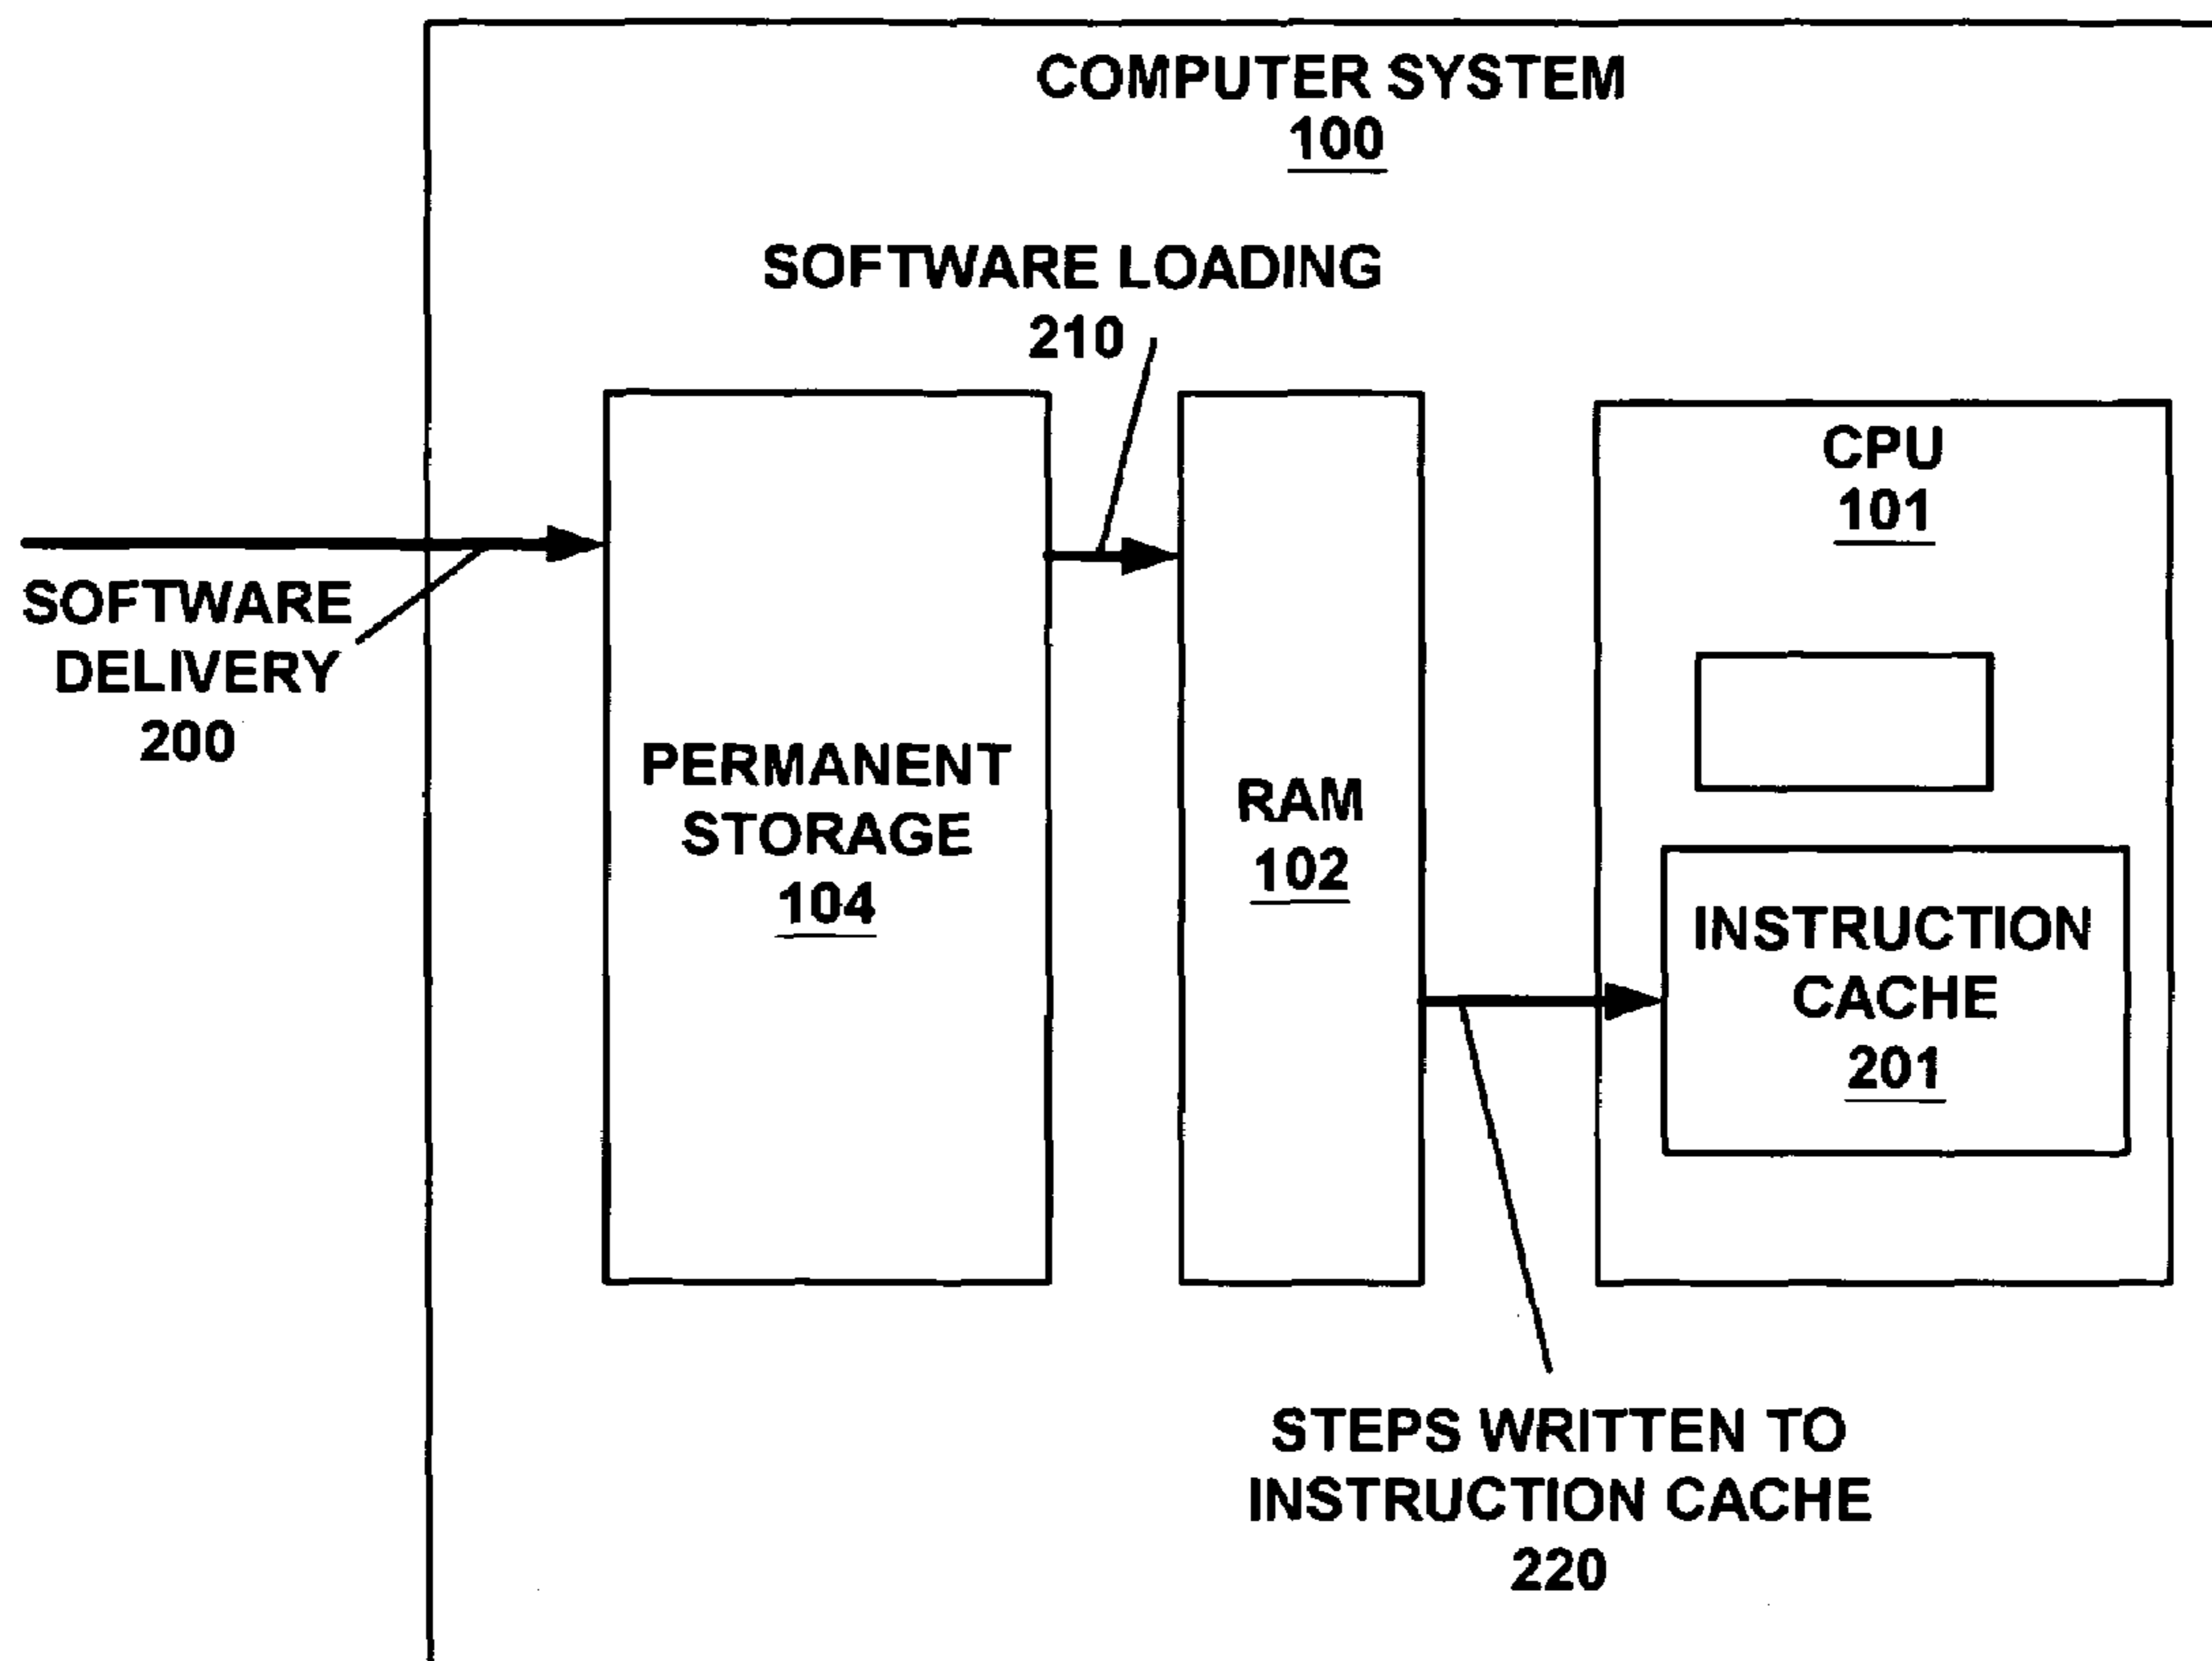 COMPUTER SYSTEM
100
SOFTWARE LOADING
210
SOFTWARE
DELIVERY
200
PERMANENT
STORAGE
104
RAM
102
CPU
101
INSTRUCTION
CACHE
201
STEPS WRITTEN TO
INSTRUCTION CACHE
220